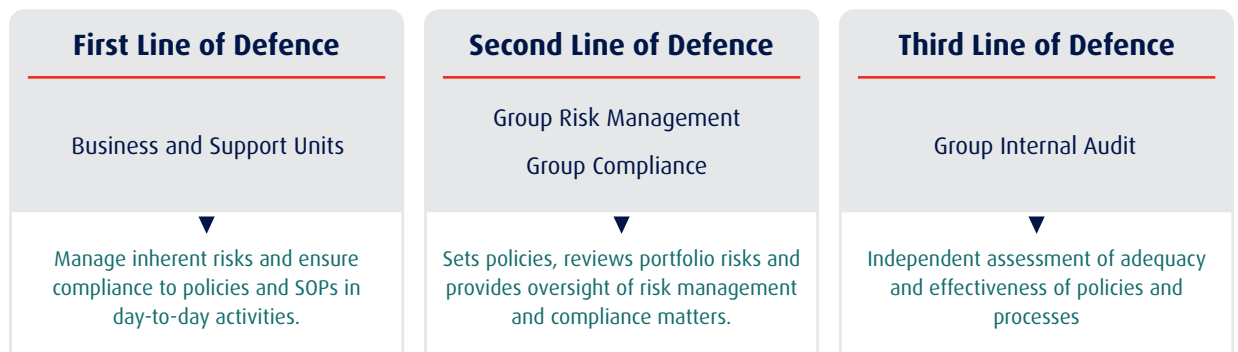 First Line of Defence
Business and Support Units
Manage inherent risks and ensure
compliance to policies and SOPs in
day-to-day activities.
Second Line of Defence
Group Risk Management
Group Compliance
Sets policies, reviews portfolio risks and
provides oversight of risk management
and compliance matters.
Third Line of Defence
Group Internal Audit
Independent assessment of adequacy
and effectiveness of policies and
processes